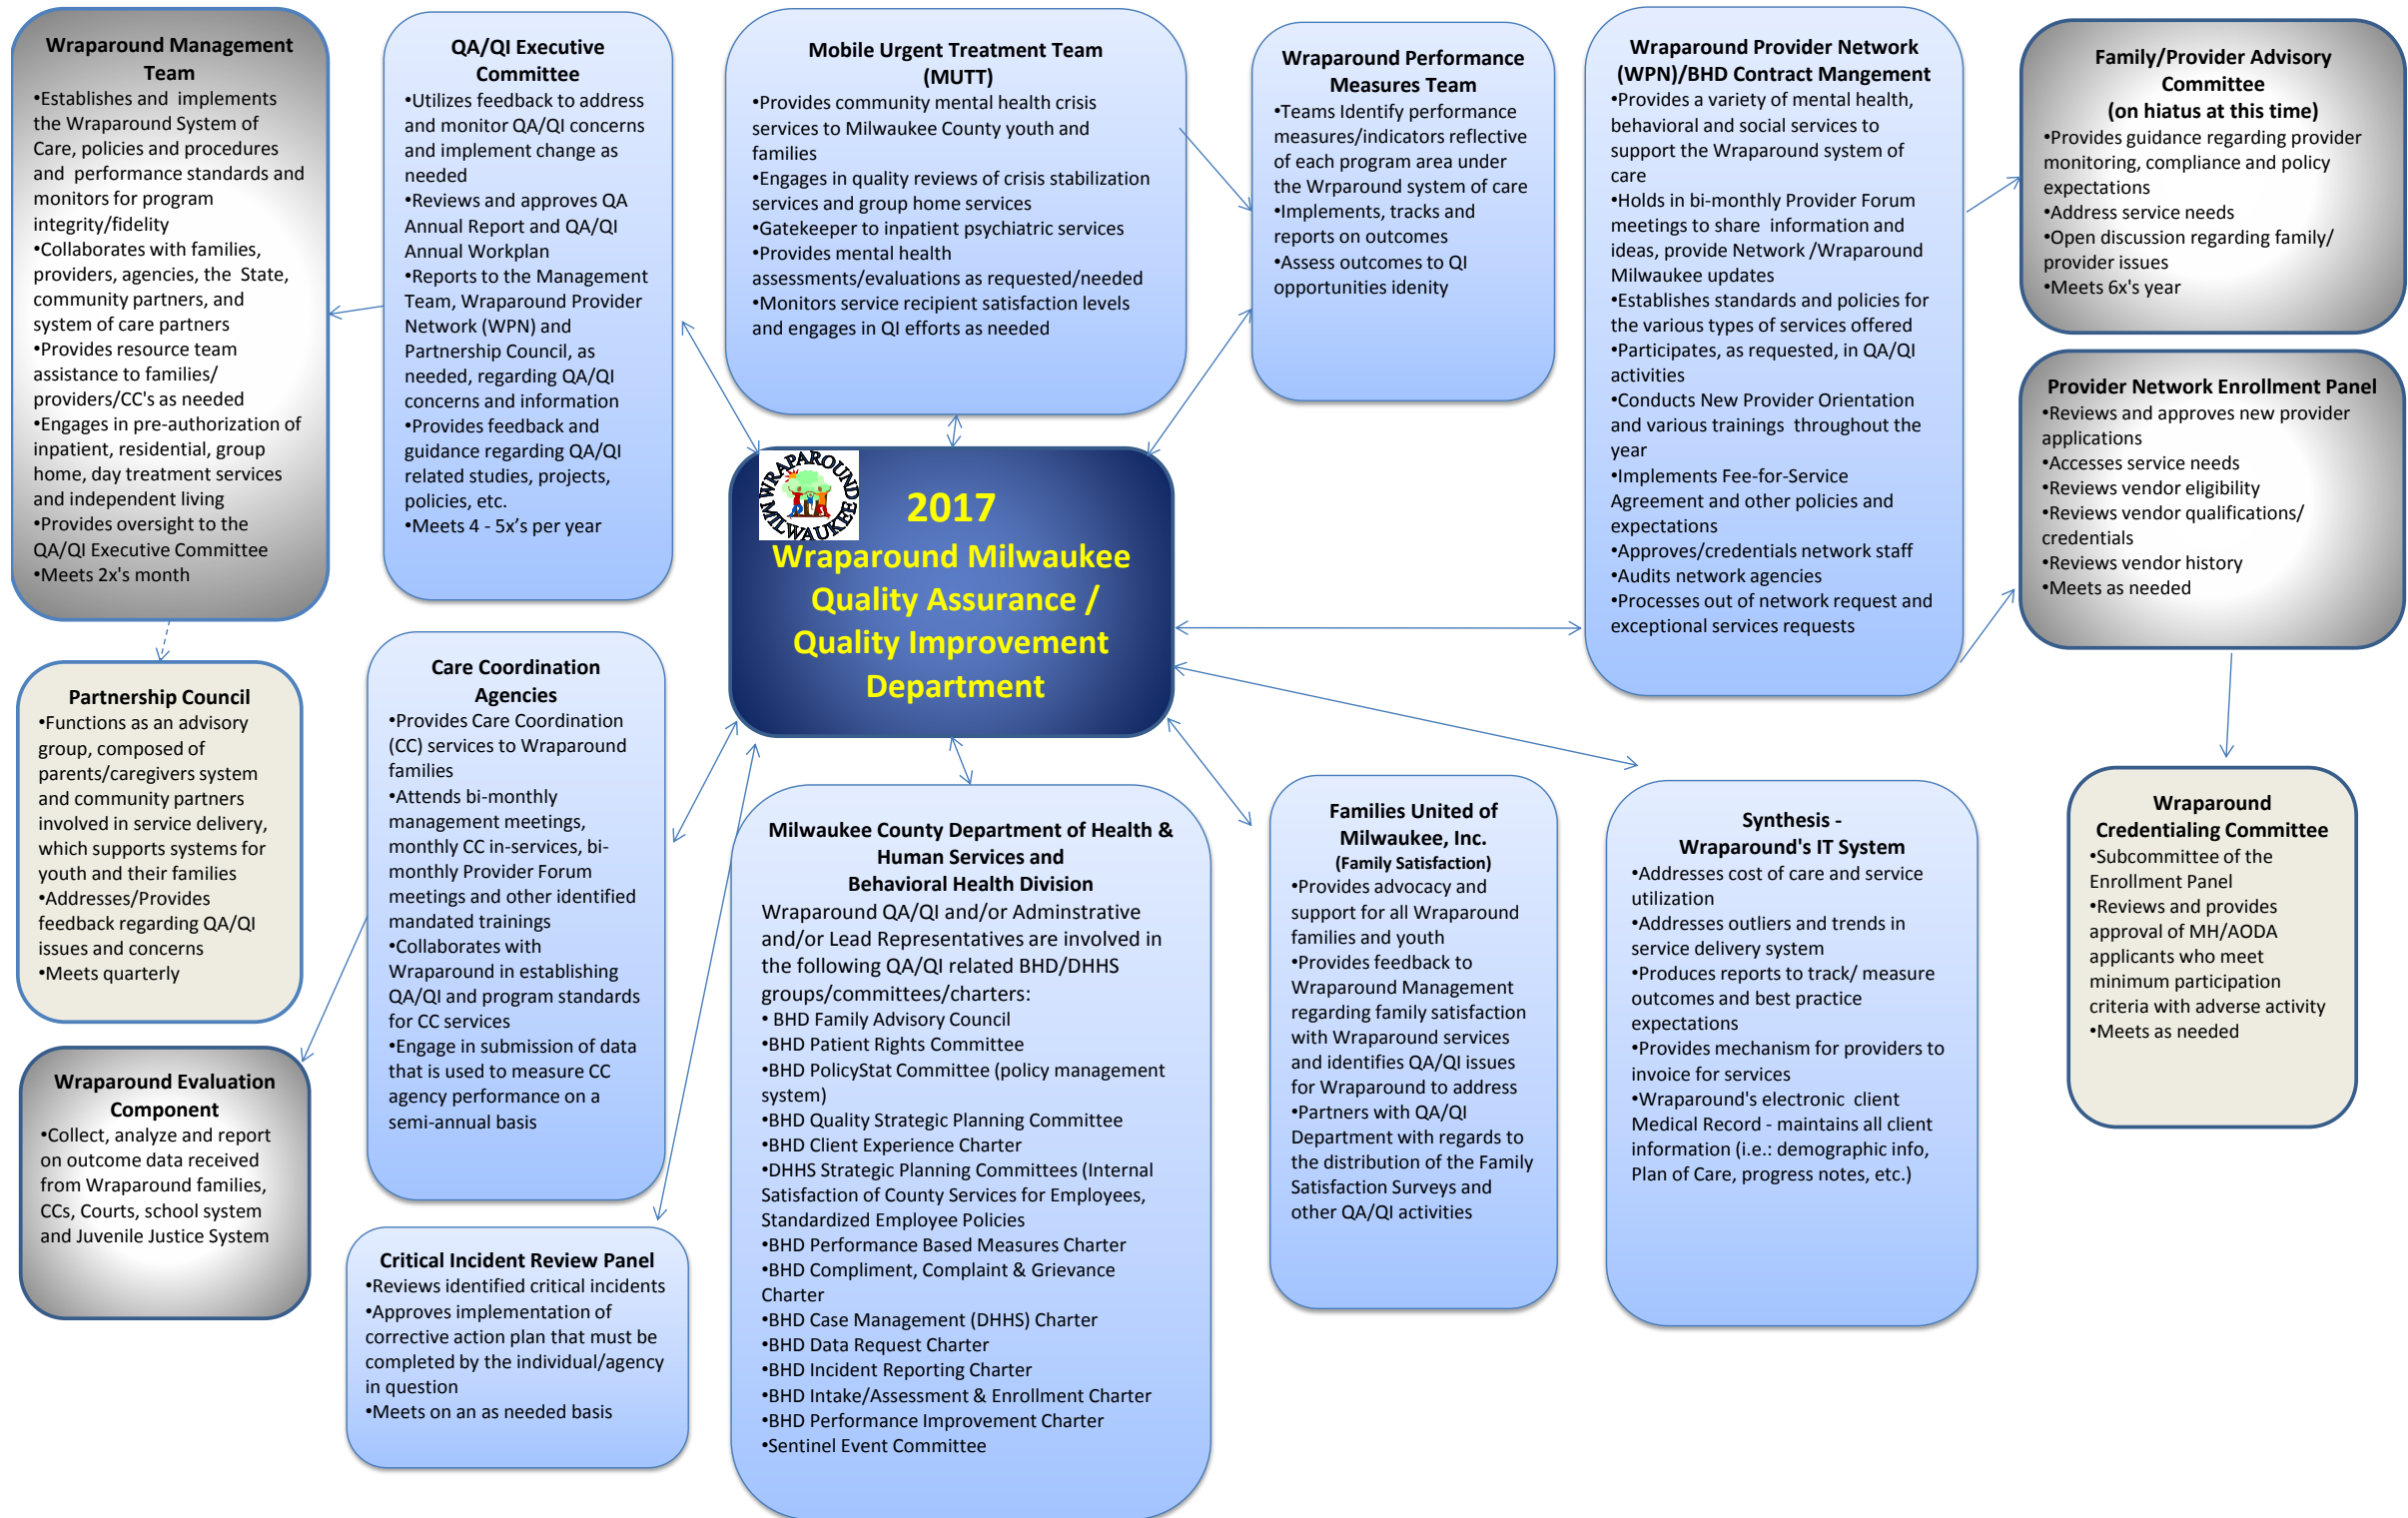 Wraparound Management
Team
•Establishes and implements
the Wraparound System of
Care, policies and procedures
and performance standards and
monitors for program
integrity/fidelity
•Collaborates with families,
providers, agencies, the State,
community partners, and
system of care partners
•Provides resource team
assistance to families/
providers/CC's as needed
•Engages in pre-authorization of
inpatient, residential, group
home, day treatment services
and independent living
•Provides oversight to the
QA/QI Executive Committee
•Meets 2x's month
QA/QI Executive
Committee
•Utilizes feedback to address
and monitor QA/QI concerns
and implement change as
needed
•Reviews and approves QA
Annual Report and QA/QI
Annual Workplan
•Reports to the Management
Team, Wraparound Provider
Network (WPN) and
Partnership Council, as
needed, regarding QA/QI
concerns and information
•Provides feedback and
guidance regarding QA/QI
related studies, projects,
policies, etc.
•Meets 4 - 5x’s per year
Mobile Urgent Treatment Team
(MUTT)
•Provides community mental health crisis
services to Milwaukee County youth and
families
•Engages in quality reviews of crisis stabilization
services and group home services
•Gatekeeper to inpatient psychiatric services
•Provides mental health
assessments/evaluations as requested/needed
•Monitors service recipient satisfaction levels
and engages in QI efforts as needed
Wraparound Performance
Measures Team
•Teams Identify performance
measures/indicators reflective
of each program area under
the Wrparound system of care
•Implements, tracks and
reports on outcomes
•Assess outcomes to QI
opportunities idenity
Wraparound Provider Network
(WPN)/BHD Contract Mangement
•Provides a variety of mental health,
behavioral and social services to
support the Wraparound system of
care
•Holds in bi-monthly Provider Forum
meetings to share information and
ideas, provide Network /Wraparound
Milwaukee updates
•Establishes standards and policies for
the various types of services offered
•Participates, as requested, in QA/QI
activities
•Conducts New Provider Orientation
and various trainings throughout the
year
•Implements Fee-for-Service
Agreement and other policies and
expectations
•Approves/credentials network staff
•Audits network agencies
•Processes out of network request and
exceptional services requests
Family/Provider Advisory
Committee
(on hiatus at this time)
•Provides guidance regarding provider
monitoring, compliance and policy
expectations
•Address service needs
•Open discussion regarding family/
provider issues
•Meets 6x's year
Provider Network Enrollment Panel
•Reviews and approves new provider
applications
•Accesses service needs
•Reviews vendor eligibility
•Reviews vendor qualifications/
credentials
•Reviews vendor history
•Meets as needed
WRAPAROUND
MILWAUKEE
2017
Wraparound Milwaukee
Quality Assurance /
Quality Improvement
Department
Partnership Council
•Functions as an advisory
group, composed of
parents/caregivers system
and community partners
involved in service delivery,
which supports systems for
youth and their families
•Addresses/Provides
feedback regarding QA/QI
issues and concerns
•Meets quarterly
Care Coordination
Agencies
•Provides Care Coordination
(CC) services to Wraparound
families
•Attends bi-monthly
management meetings,
monthly CC in-services, bi-
monthly Provider Forum
meetings and other identified
mandated trainings
•Collaborates with
Wraparound in establishing
QA/QI and program standards
for CC services
•Engage in submission of data
that is used to measure CC
agency performance on a
semi-annual basis
Wraparound Evaluation
Component
•Collect, analyze and report
on outcome data received
from Wraparound families,
CCs, Courts, school system
and Juvenile Justice System
Critical Incident Review Panel
•Reviews identified critical incidents
•Approves implementation of
corrective action plan that must be
completed by the individual/agency
in question
•Meets on an as needed basis
Milwaukee County Department of Health &
Human Services and
Behavioral Health Division
Wraparound QA/QI and/or Adminstrative
and/or Lead Representatives are involved in
the following QA/QI related BHD/DHHS
groups/committees/charters:
• BHD Family Advisory Council
•BHD Patient Rights Committee
•BHD PolicyStat Committee (policy management
system)
•BHD Quality Strategic Planning Committee
•BHD Client Experience Charter
•DHHS Strategic Planning Committees (Internal
Satisfaction of County Services for Employees,
Standardized Employee Policies
•BHD Performance Based Measures Charter
•BHD Compliment, Complaint & Grievance
Charter
•BHD Case Management (DHHS) Charter
•BHD Data Request Charter
•BHD Incident Reporting Charter
•BHD Intake/Assessment & Enrollment Charter
•BHD Performance Improvement Charter
•Sentinel Event Committee
Families United of
Milwaukee, Inc.
(Family Satisfaction)
•Provides advocacy and
support for all Wraparound
families and youth
•Provides feedback to
Wraparound Management
regarding family satisfaction
with Wraparound services
and identifies QA/QI issues
for Wraparound to address
•Partners with QA/QI
Department with regards to
the distribution of the Family
Satisfaction Surveys and
other QA/QI activities
Synthesis -
Wraparound's IT System
•Addresses cost of care and service
utilization
•Addresses outliers and trends in
service delivery system
•Produces reports to track/ measure
outcomes and best practice
expectations
•Provides mechanism for providers to
invoice for services
•Wraparound's electronic client
Medical Record - maintains all client
information (i.e.: demographic info,
Plan of Care, progress notes, etc.)
Wraparound
Credentialing Committee
•Subcommittee of the
Enrollment Panel
•Reviews and provides
approval of MH/AODA
applicants who meet
minimum participation
criteria with adverse activity
•Meets as needed